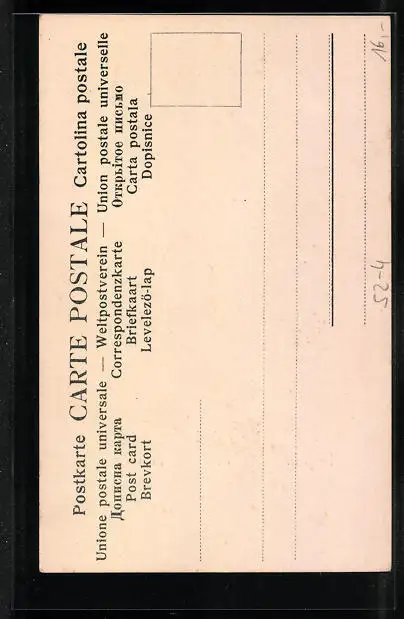 Postkarte CARTE POSTALE Cartolina postale
Unione postale universale — Weltpostverein — Union postale universelle
Дописна карта Correspondenzkarte Открытое письмо
Post card Briefkaart Carta postala
Brevkort Levelező-lap Dopisnice
52-4
16,-